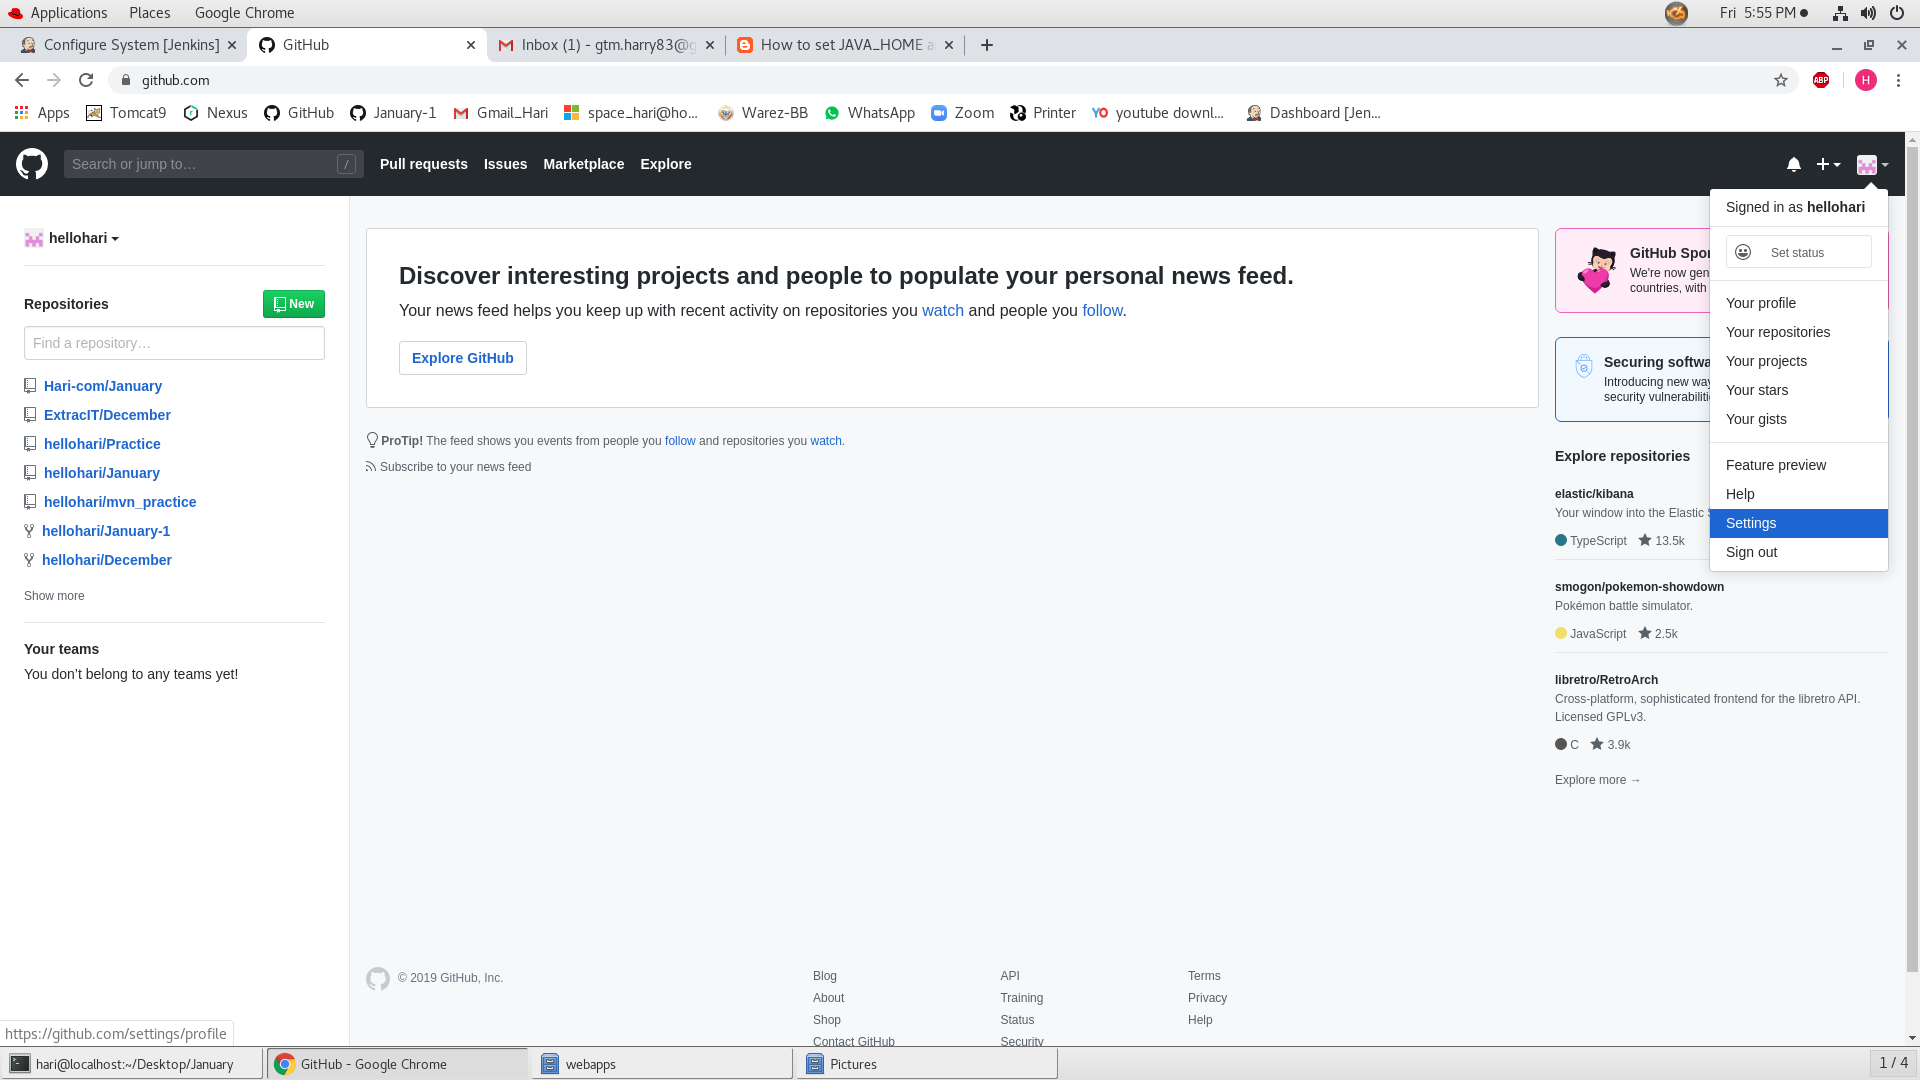 Applications Places Google Chrome Fri 5:55 PM
Configure System [Jenkins] GitHub Inbox (1) - gtm.harry83@g How to set JAVA_HOME a
github.com ABP H
Apps Tomcat9 Nexus GitHub January-1 Gmail_Hari space_hari@ho... Warez-BB WhatsApp Zoom Printer YO youtube downl... Dashboard [Jen...
Search or jump to… / Pull requests Issues Marketplace Explore
Signed in as hellohari
Set status
Your profile
Your repositories
Your projects
Your stars
Your gists
Feature preview
Help
Settings
Sign out
hellohari
Repositories New
Find a repository…
Hari-com/January
ExtracIT/December
hellohari/Practice
hellohari/January
hellohari/mvn_practice
hellohari/January-1
hellohari/December
Show more
Your teams
You don’t belong to any teams yet!
Discover interesting projects and people to populate your personal news feed.
Your news feed helps you keep up with recent activity on repositories you watch and people you follow.
Explore GitHub
ProTip! The feed shows you events from people you follow and repositories you watch.
Subscribe to your news feed
GitHub Spon
We're now gen
countries, with
Securing softwa
Introducing new way
security vulnerabiliti
Explore repositories
elastic/kibana
Your window into the Elastic S
TypeScript 13.5k
smogon/pokemon-showdown
Pokémon battle simulator.
JavaScript 2.5k
libretro/RetroArch
Cross-platform, sophisticated frontend for the libretro API.
Licensed GPLv3.
C 3.9k
Explore more →
© 2019 GitHub, Inc.
Blog API Terms
About Training Privacy
Shop Status Help
Contact GitHub Security
https://github.com/settings/profile
hari@localhost:~/Desktop/January GitHub - Google Chrome webapps Pictures 1 / 4